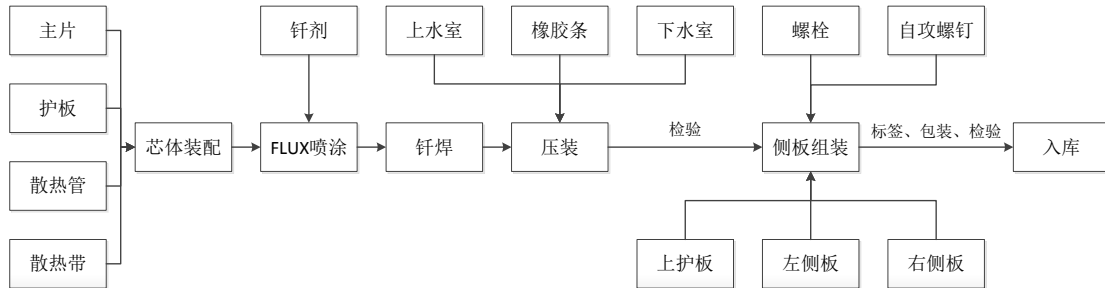 主片
钎剂
上水室
橡胶条
下水室
螺栓
自攻螺钉
护板
芯体装配
FLUX喷涂
钎焊
压装
检验
侧板组装
标签、包装、检验
入库
散热管
散热带
上护板
左侧板
右侧板